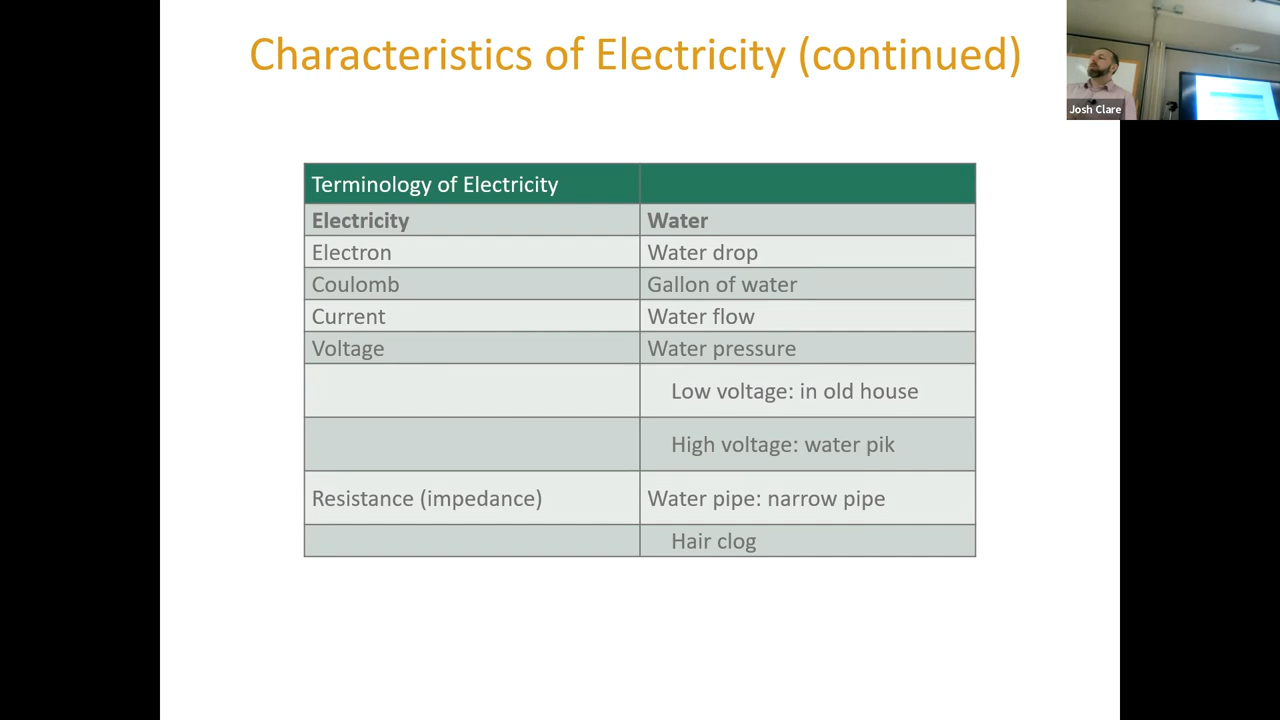 Characteristics of Electricity (continued)
Josh Clare
Terminology of Electricity
Electricity Water
Electron Water drop
Coulomb Gallon of water
Current Water flow
Voltage Water pressure
Low voltage: in old house
High voltage: water pik
Resistance (impedance) Water pipe: narrow pipe
Hair clog